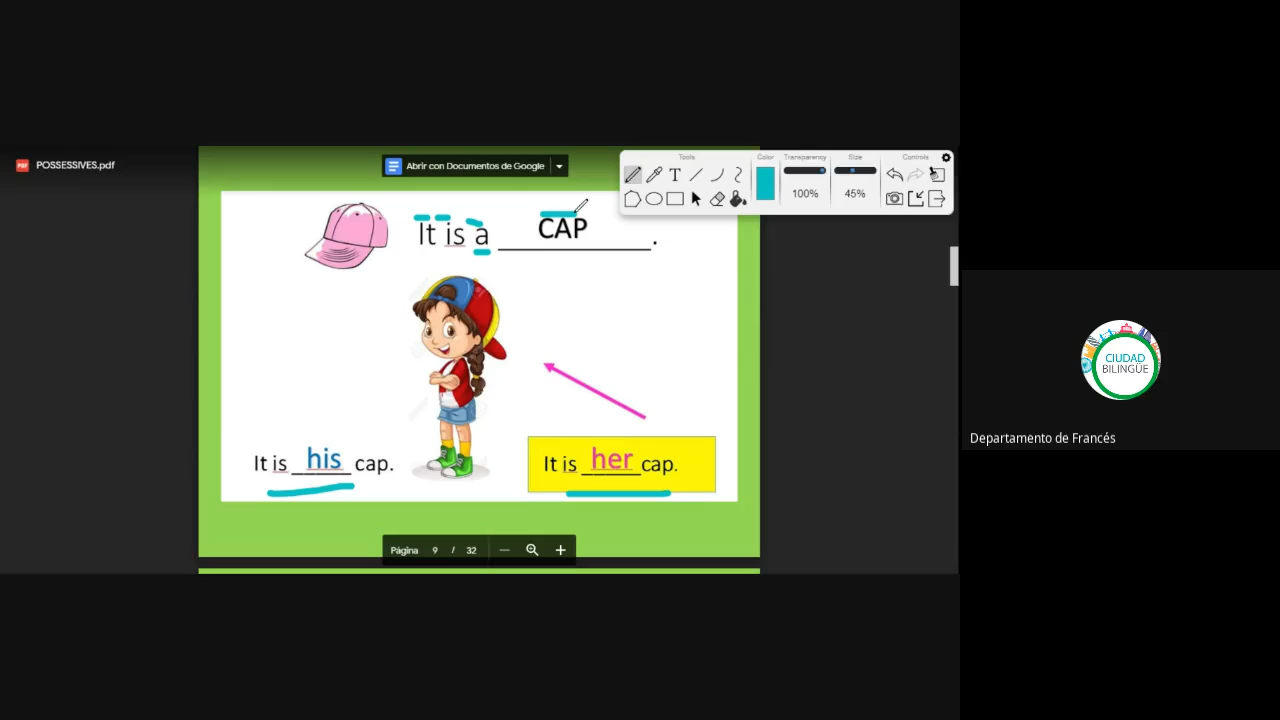 POSSESSIVES.pdf
Abrir con Documentos de Google
Tools Color Transparency Size Controls
100% 45%
It is a CAP.
It is his cap.
It is her cap.
Página 9 / 32
CIUDAD
BILINGÜE
Departamento de Francés